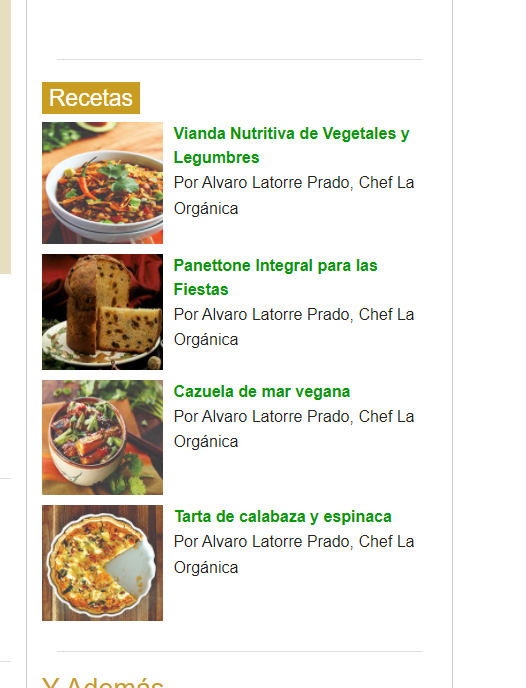 Recetas
Vianda Nutritiva de Vegetales y
Legumbres
Por Alvaro Latorre Prado, Chef La
Orgánica
Panettone Integral para las
Fiestas
Por Alvaro Latorre Prado, Chef La
Orgánica
Cazuela de mar vegana
Por Alvaro Latorre Prado, Chef La
Orgánica
Tarta de calabaza y espinaca
Por Alvaro Latorre Prado, Chef La
Orgánica
Y Además